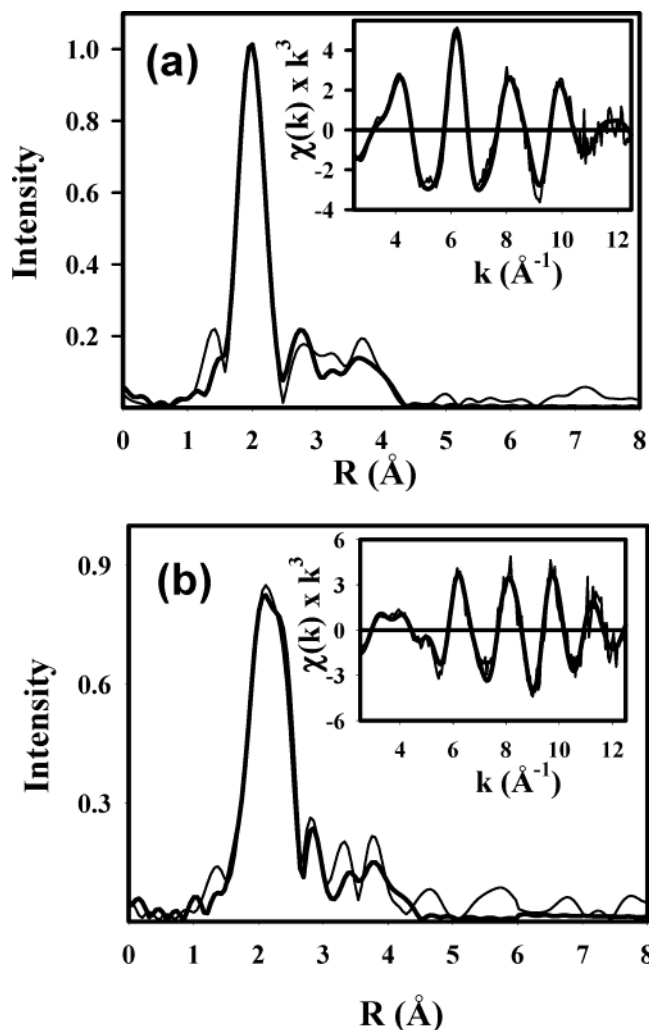 (a)
Intensity
1.0
0.8
0.6
0.4
0.2
0 1 2 3 4 5 6 7 8
R (Å)
χ(k) x k³
4
2
0
-2
-4
4 6 8 10 12
k (Å⁻¹)
(b)
Intensity
0.9
0.6
0.3
0 1 2 3 4 5 6 7 8
R (Å)
χ(k) x k³
6
3
0
-3
-6
4 6 8 10 12
k (Å⁻¹)